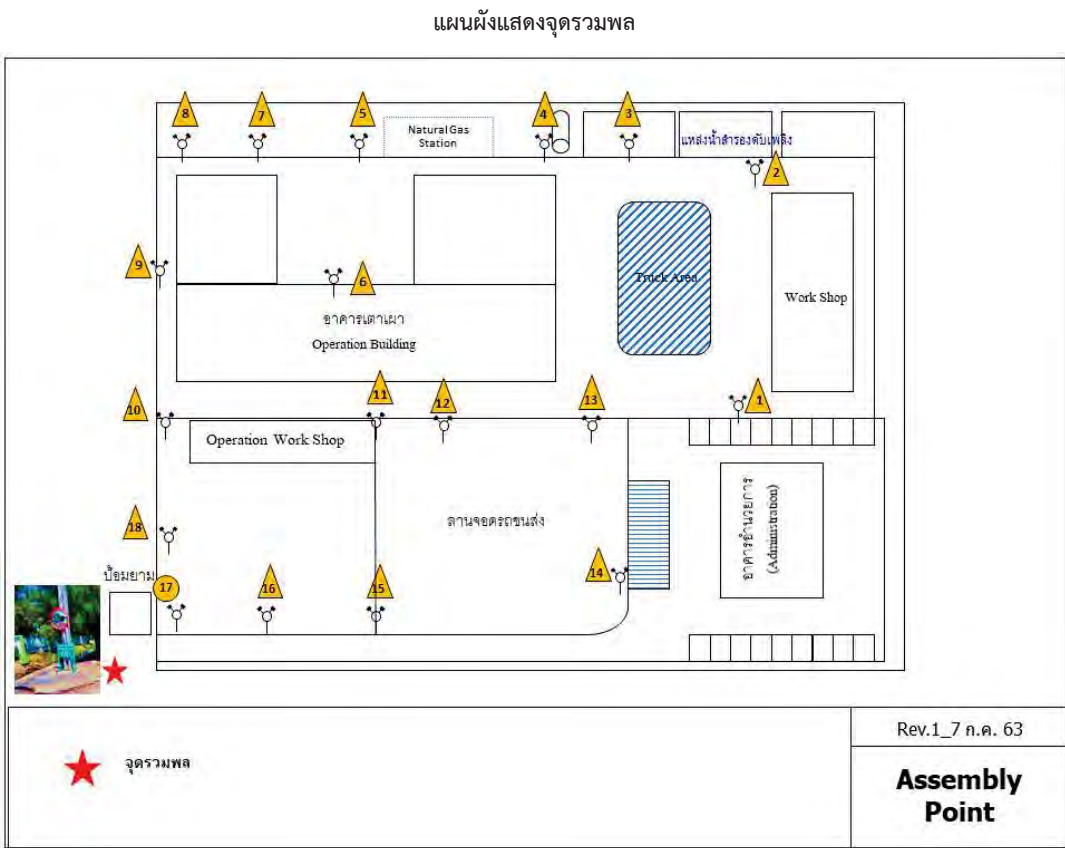 แผนผังแสดงจุดรวมพล
8
7
5
4
3
Natural Gas
Station
แหล่งน้ำสำรองดับเพลิง
2
9
6
Truck Area
Work Shop
อาคารเตาเผา
Operation Building
10
11
12
13
1
Operation Work Shop
ลานจอดรถขนส่ง
อาคารอำนวยการ
(Administration)
18
ป้อมยาม
17
16
15
14
จุดรวมพล
Rev.1_7 ก.ค. 63
Assembly
Point